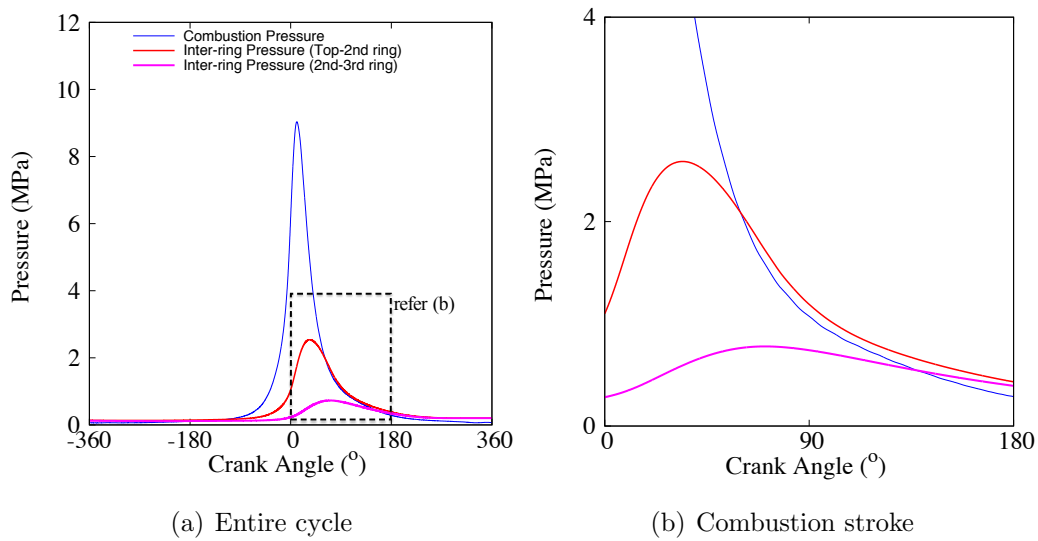 12
10
8
6
4
2
0
Pressure (MPa)
Combustion Pressure
Inter-ring Pressure (Top-2nd ring)
Inter-ring Pressure (2nd-3rd ring)
refer (b)
-360 -180 0 180 360
Crank Angle (o)
(a) Entire cycle
4
2
0
Pressure (MPa)
0 90 180
Crank Angle (o)
(b) Combustion stroke